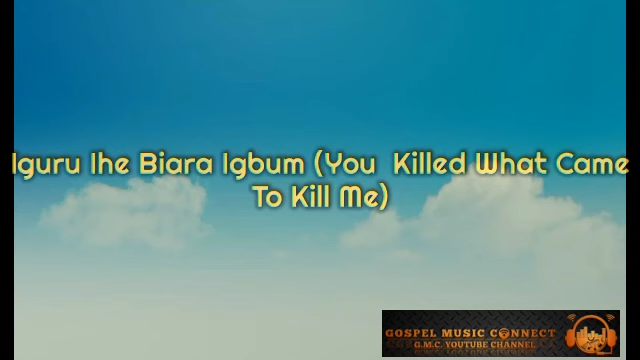 Iguru Ihe Biara Igbum (You Killed What Came
To Kill Me)
GOSPEL MUSIC CONNECT
G.M.C. YOUTUBE CHANNEL